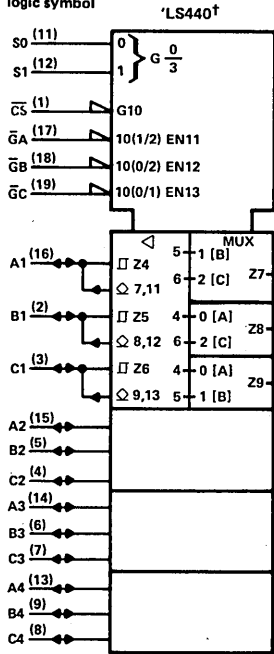 logic symbol
'LS440†
S0 (11) 0
S1 (12) 1
G 0/3
C̅S̅ (1) G10
G̅A (17) 10(1/2) EN11
G̅B (18) 10(0/2) EN12
G̅C (19) 10(0/1) EN13
◁ MUX
A1 (16) ⎍ Z4 5 1 [B] Z7
◇ 7,11 6 2 [C]
B1 (2) ⎍ Z5 4 0 [A] Z8
◇ 8,12 6 2 [C]
C1 (3) ⎍ Z6 4 0 [A] Z9
◇ 9,13 5 1 [B]
A2 (15)
B2 (5)
C2 (4)
A3 (14)
B3 (6)
C3 (7)
A4 (13)
B4 (9)
C4 (8)